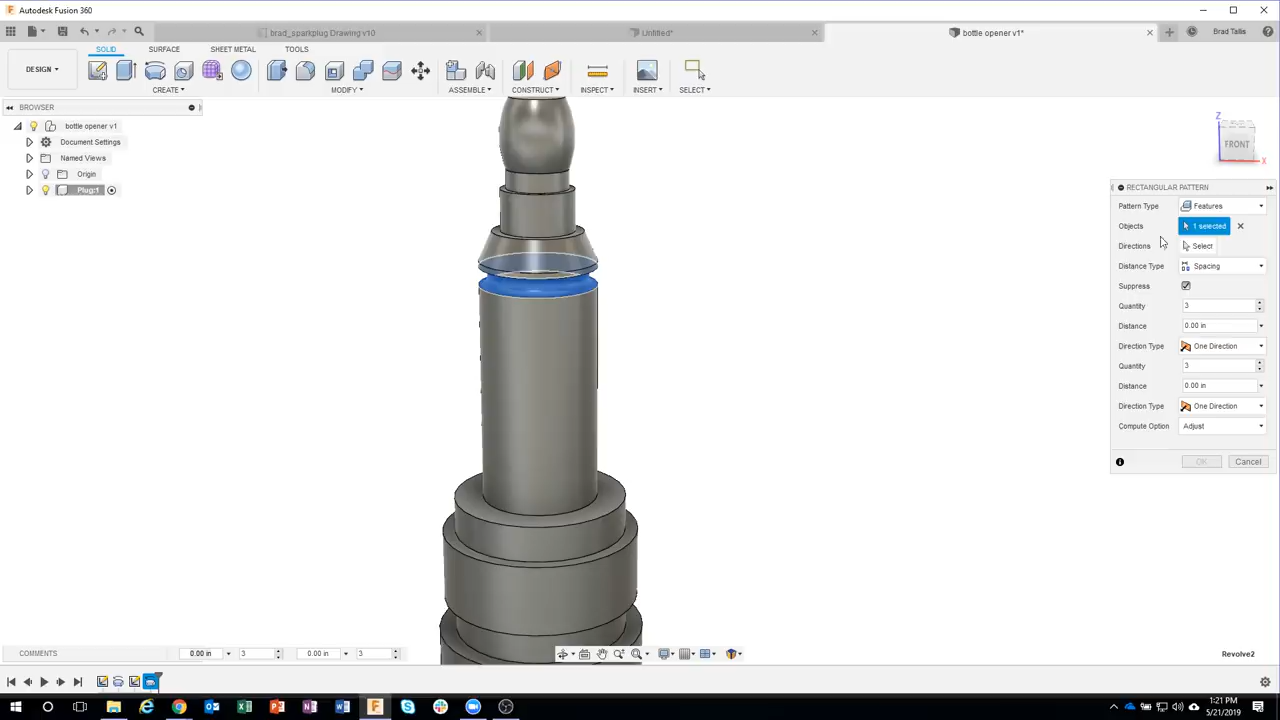 Autodesk Fusion 360
brad_sparkplug Drawing v10
Untitled*
bottle opener v1*
Brad Tallis
SOLID SURFACE SHEET METAL TOOLS
DESIGN
CREATE MODIFY ASSEMBLE CONSTRUCT INSPECT INSERT SELECT
BROWSER
bottle opener v1
Document Settings
Named Views
Origin
Plug:1
Z
FRONT
X
RECTANGULAR PATTERN
Pattern Type Features
Objects 1 selected
Directions Select
Distance Type Spacing
Suppress
Quantity 3
Distance 0.00 in
Direction Type One Direction
Quantity 3
Distance 0.00 in
Direction Type One Direction
Compute Option Adjust
OK Cancel
COMMENTS
0.00 in 3 0.00 in 3
Revolve2
1:21 PM
5/21/2019